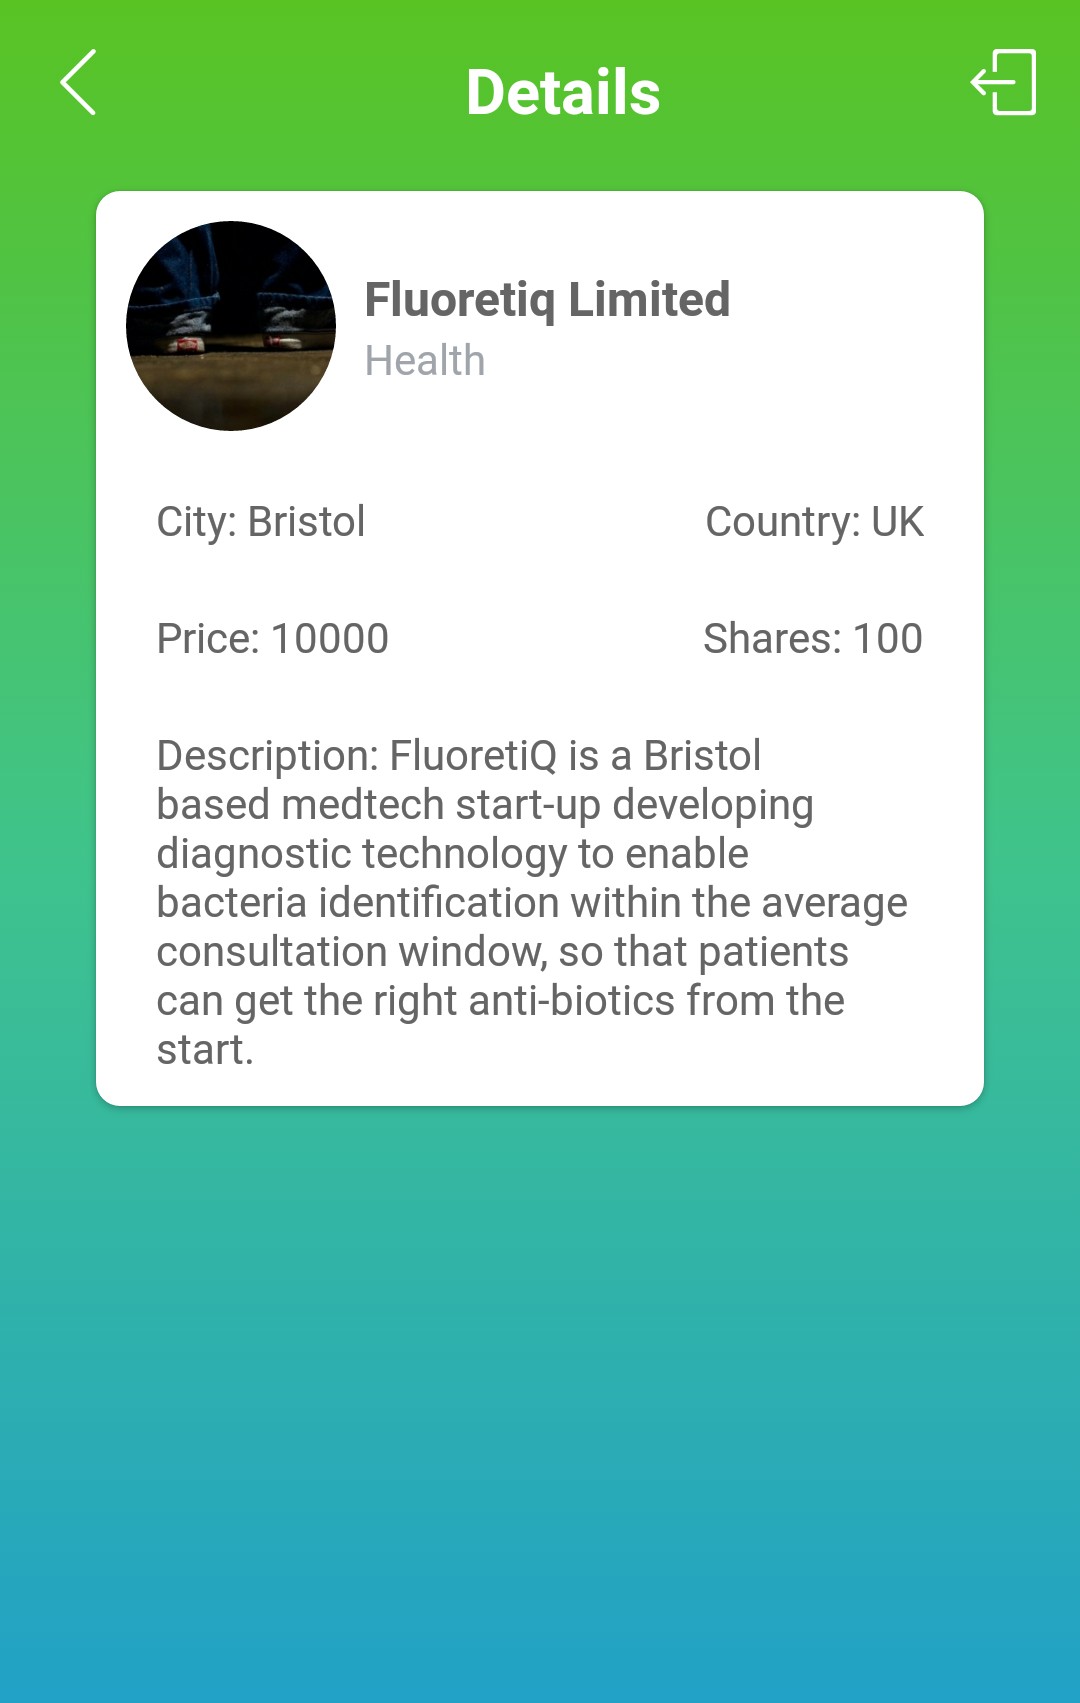 Details
Fluoretiq Limited
Health
City: Bristol
Country: UK
Price: 10000
Shares: 100
Description: FluoretiQ is a Bristol
based medtech start-up developing
diagnostic technology to enable
bacteria identification within the average
consultation window, so that patients
can get the right anti-biotics from the
start.